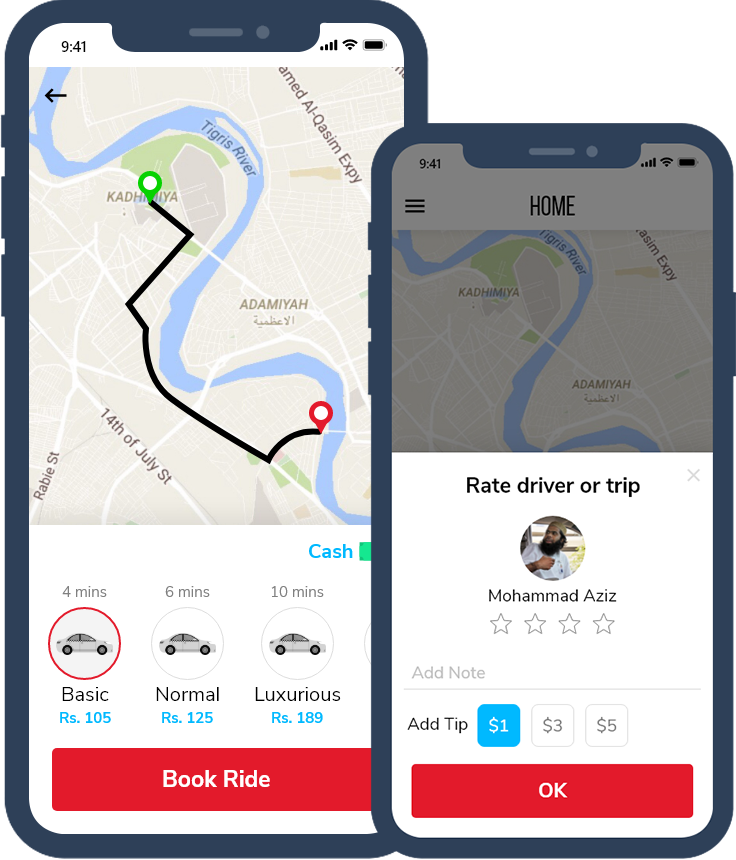 9:41
Mohamed Al-Qasim Expy
Tigris River
KADHIMIYA
ADAMIYAH
الاعظمية
14th of July St
Rabie St
Cash
4 mins
6 mins
10 mins
Basic
Normal
Luxurious
Rs. 105
Rs. 125
Rs. 189
Book Ride
9:41
HOME
Tigris River
Qasim Expy
KADHIMIYA
ADAMIYAH
الاعظمية
Rate driver or trip
Mohammad Aziz
Add Note
Add Tip
$1
$3
$5
OK